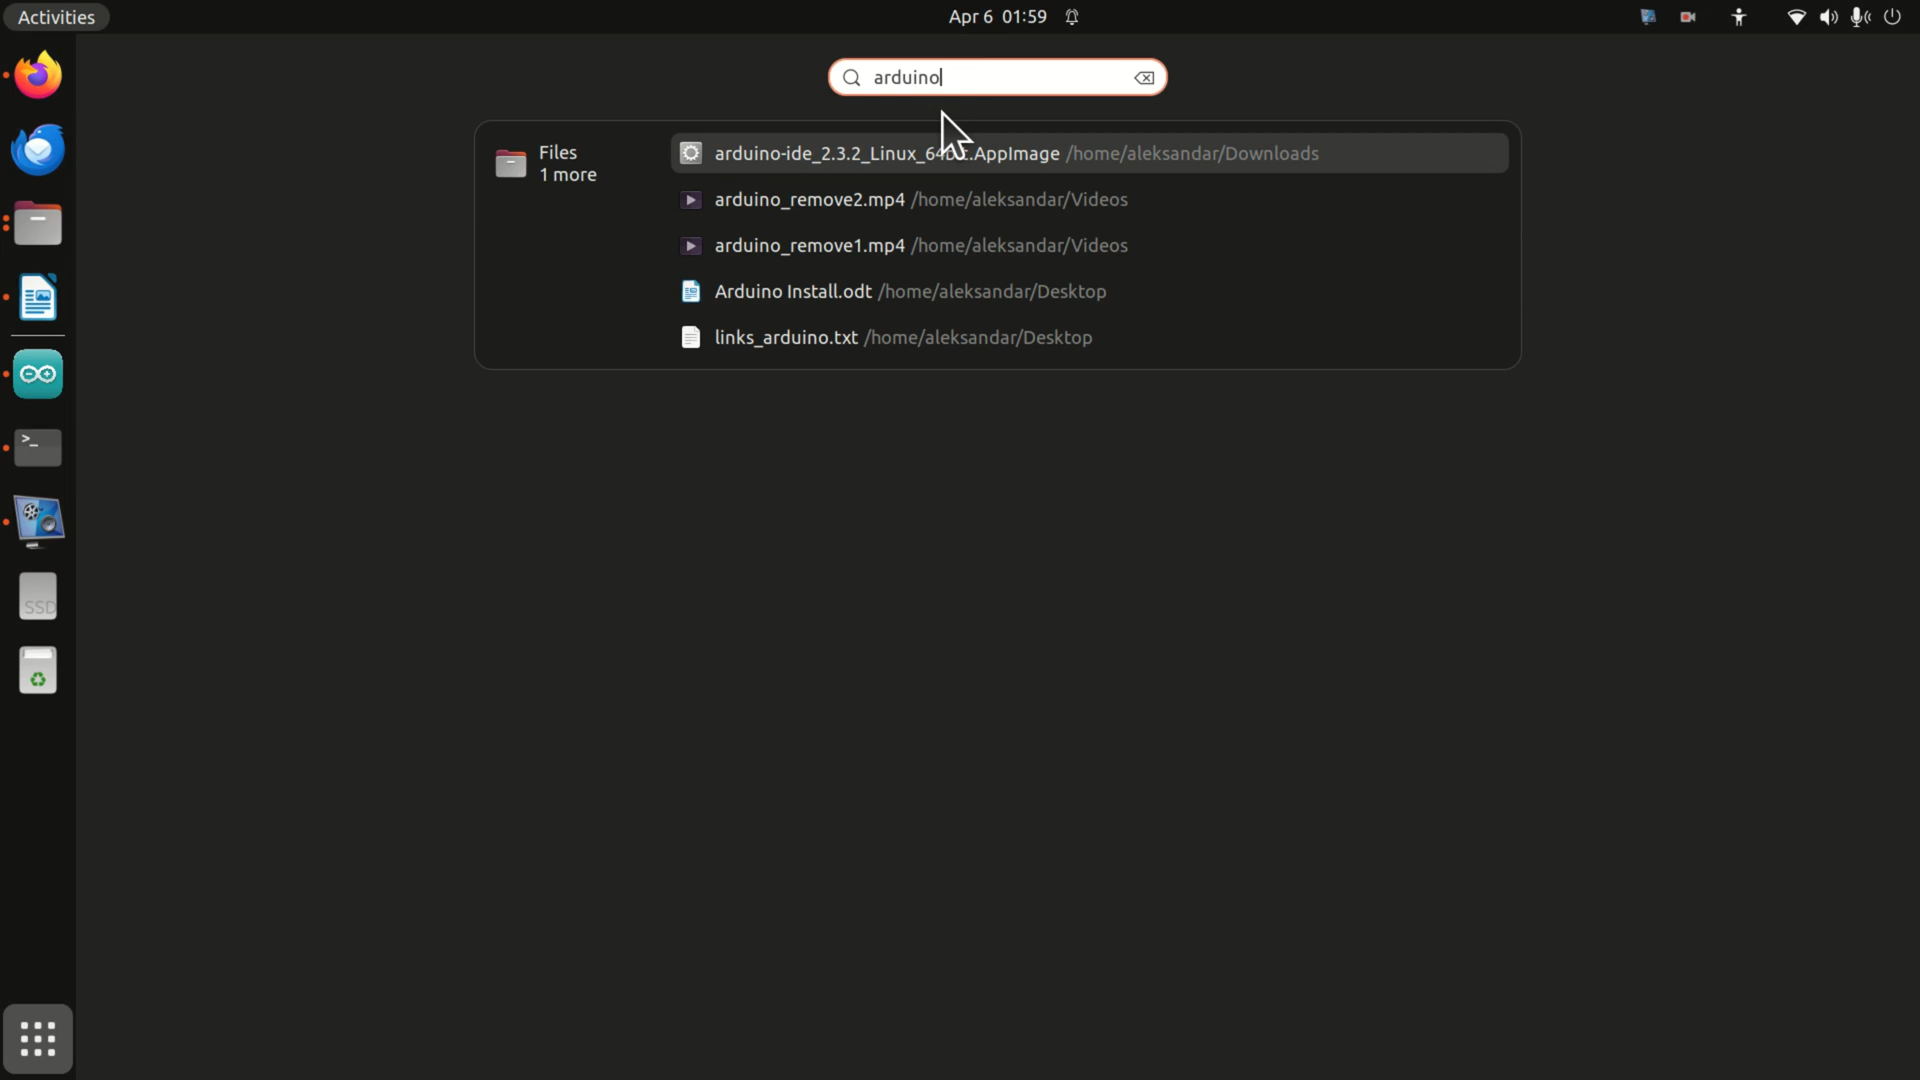 Activities
Apr 6 01:59
arduino
Files
1 more
arduino-ide_2.3.2_Linux_64bit.AppImage /home/aleksandar/Downloads
arduino_remove2.mp4 /home/aleksandar/Videos
arduino_remove1.mp4 /home/aleksandar/Videos
Arduino Install.odt /home/aleksandar/Desktop
links_arduino.txt /home/aleksandar/Desktop
>_
SSD